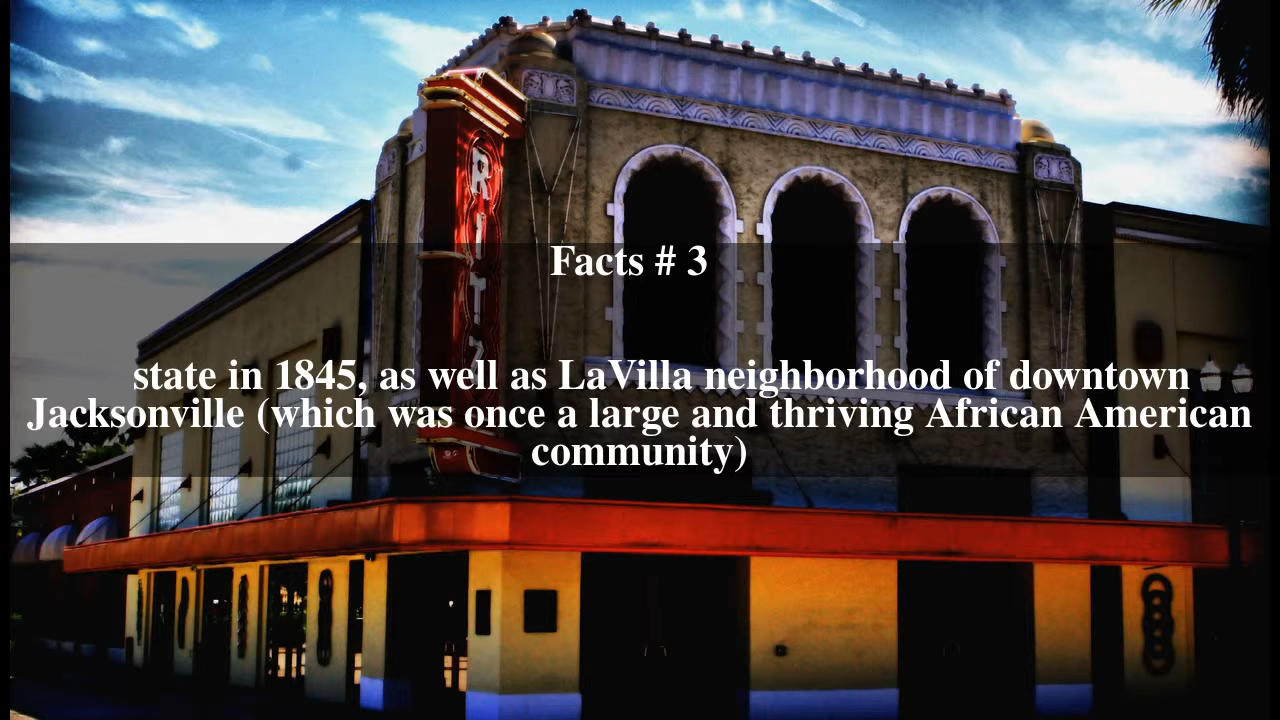 RITZ
Facts # 3
state in 1845, as well as LaVilla neighborhood of downtown
Jacksonville (which was once a large and thriving African American
community)